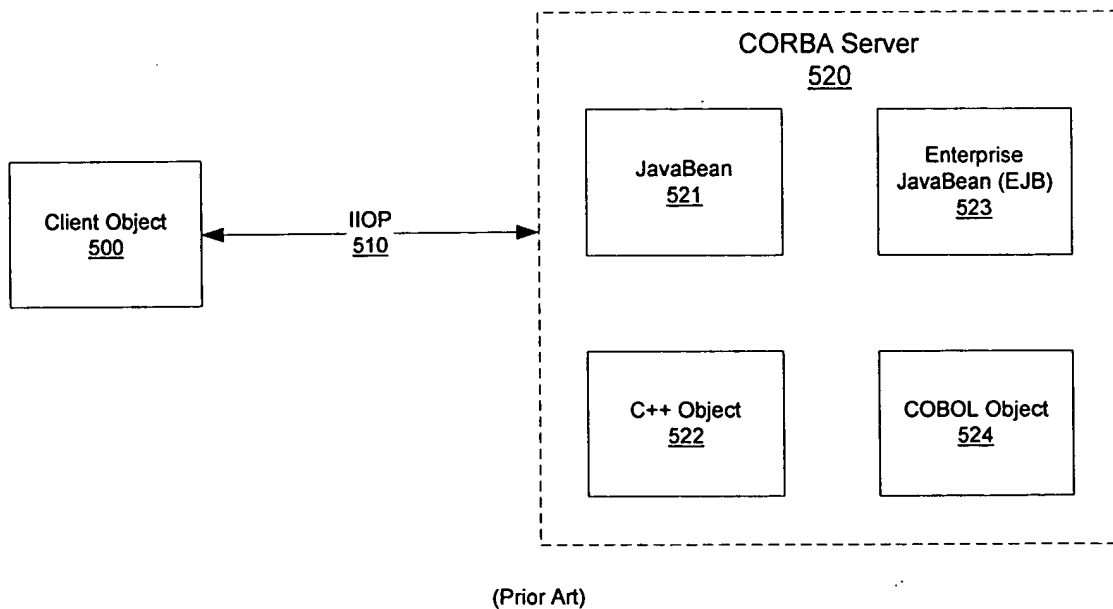 CORBA Server
520
Client Object
500
IIOP
510
JavaBean
521
Enterprise
JavaBean (EJB)
523
C++ Object
522
COBOL Object
524
(Prior Art)